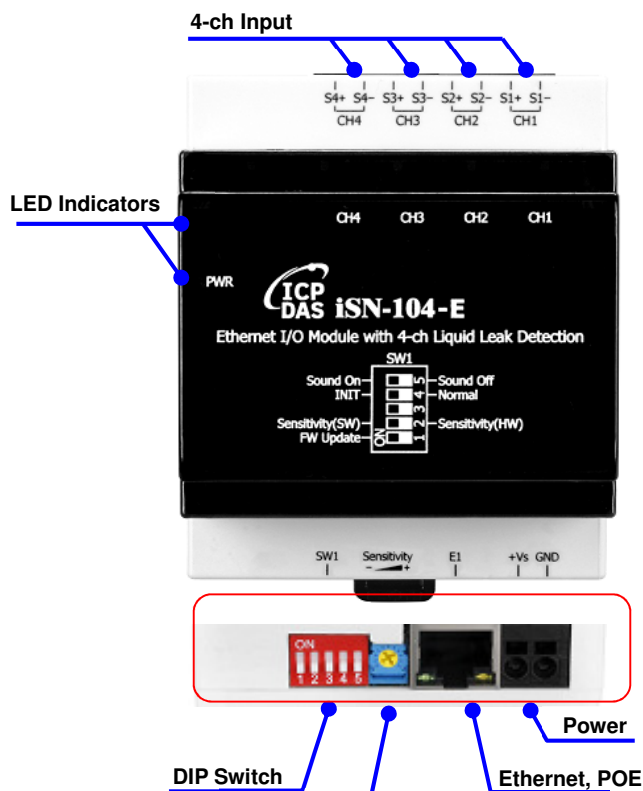 4-ch Input
S4+ S4- S3+ S3- S2+ S2- S1+ S1-
CH4 CH3 CH2 CH1
LED Indicators
CH4 CH3 CH2 CH1
PWR
ICP
DAS iSN-104-E
Ethernet I/O Module with 4-ch Liquid Leak Detection
SW1
Sound On 5 Sound Off
INIT 4 Normal
3
Sensitivity(SW) 2 Sensitivity(HW)
FW Update ON 1
SW1 Sensitivity E1 +Vs GND
- +
ON
1 2 3 4 5
Power
DIP Switch Ethernet, POE